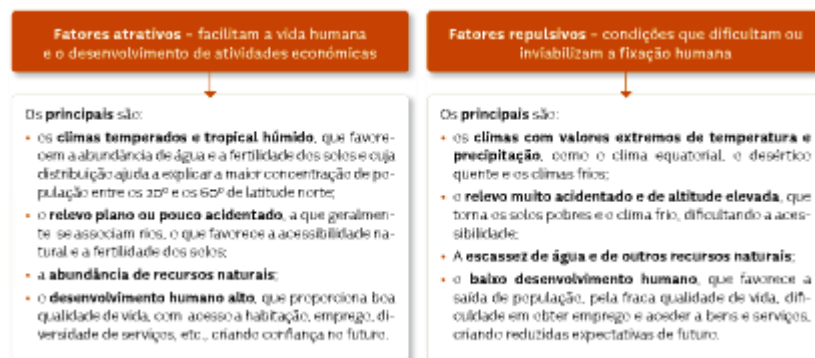 Fatores atrativos – facilitam a vida humana
e o desenvolvimento de atividades económicas
Os principais são:
• os climas temperados e tropical húmido, que favore-
cem a abundância de água e a fertilidade dos solos e cuja
distribuição ajuda a explicar a maior concentração de po-
pulação entre os 20º e os 60º de latitude norte;
• o relevo plano ou pouco acidentado, a que geralmen-
te se associam rios, o que favorece a acessibilidade na-
tural e a fertilidade dos solos;
• a abundância de recursos naturais;
• o desenvolvimento humano alto, que proporciona boa
qualidade de vida, com acesso a habitação, emprego, di-
versidade de serviços, etc., criando confiança no futuro.
Fatores repulsivos – condições que dificultam ou
inviabilizam a fixação humana
Os principais são:
• os climas com valores extremos de temperatura e
precipitação, como o clima equatorial, o desértico
quente e os climas frios;
• o relevo muito acidentado e de altitude elevada, que
torna os solos pobres e o clima frio, dificultando a aces-
sibilidade;
• A escassez de água e de outros recursos naturais;
• o baixo desenvolvimento humano, que favorece a
saída de população, pela fraca qualidade de vida, difi-
culdade em obter emprego e aceder a bens e serviços,
criando reduzidas expectativas de futuro.